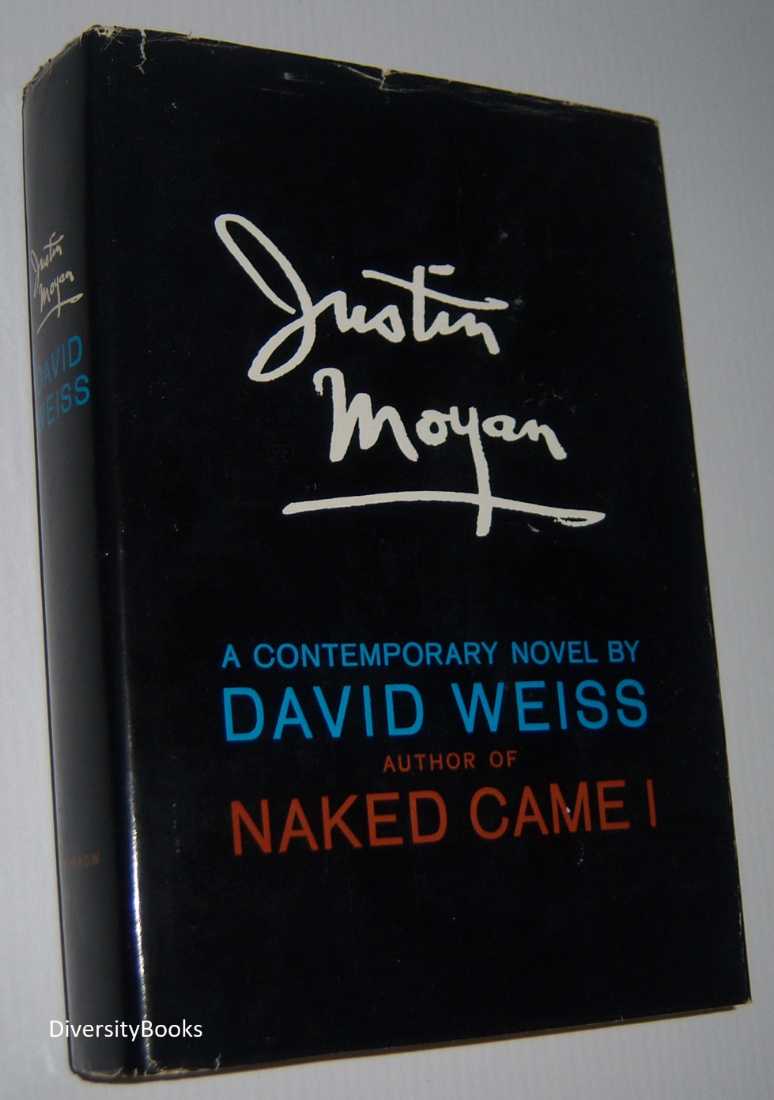 Justin
Moyan
DAVID
WEISS
Justin
Moyan
A CONTEMPORARY NOVEL BY
DAVID WEISS
AUTHOR OF
NAKED CAME I
DiversityBooks